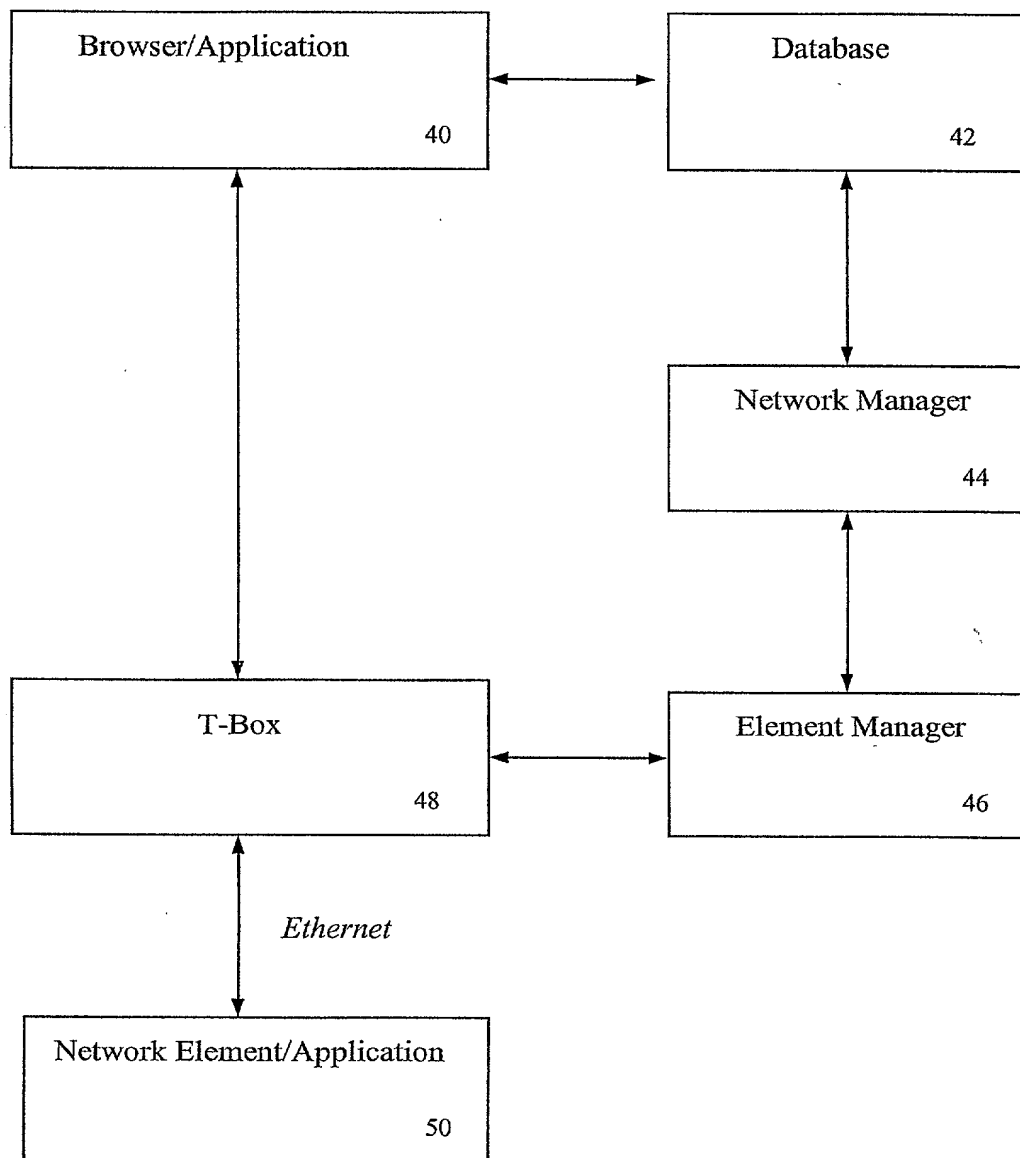 Browser/Application
40
Database
42
Network Manager
44
T-Box
48
Element Manager
46
Ethernet
Network Element/Application
50